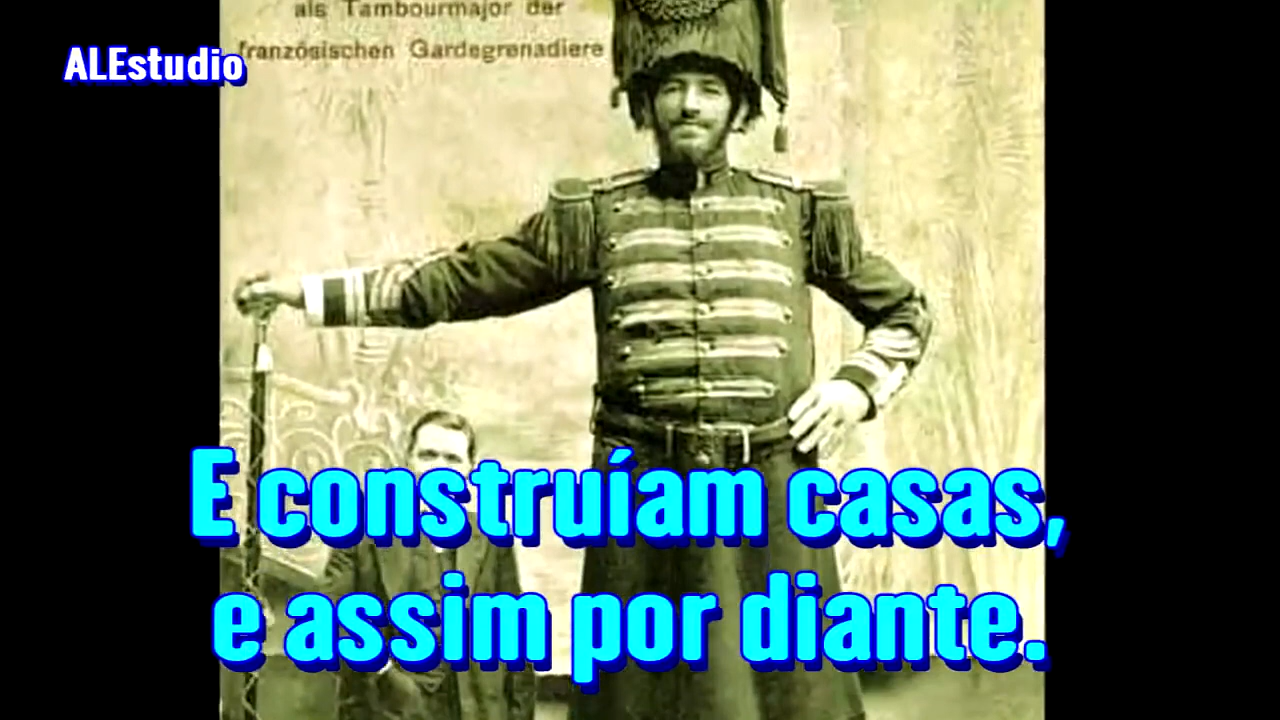 als Tambourmajor der
ALEstudio
französischen Gardegrenadiere
E construíam casas,
e assim por diante.